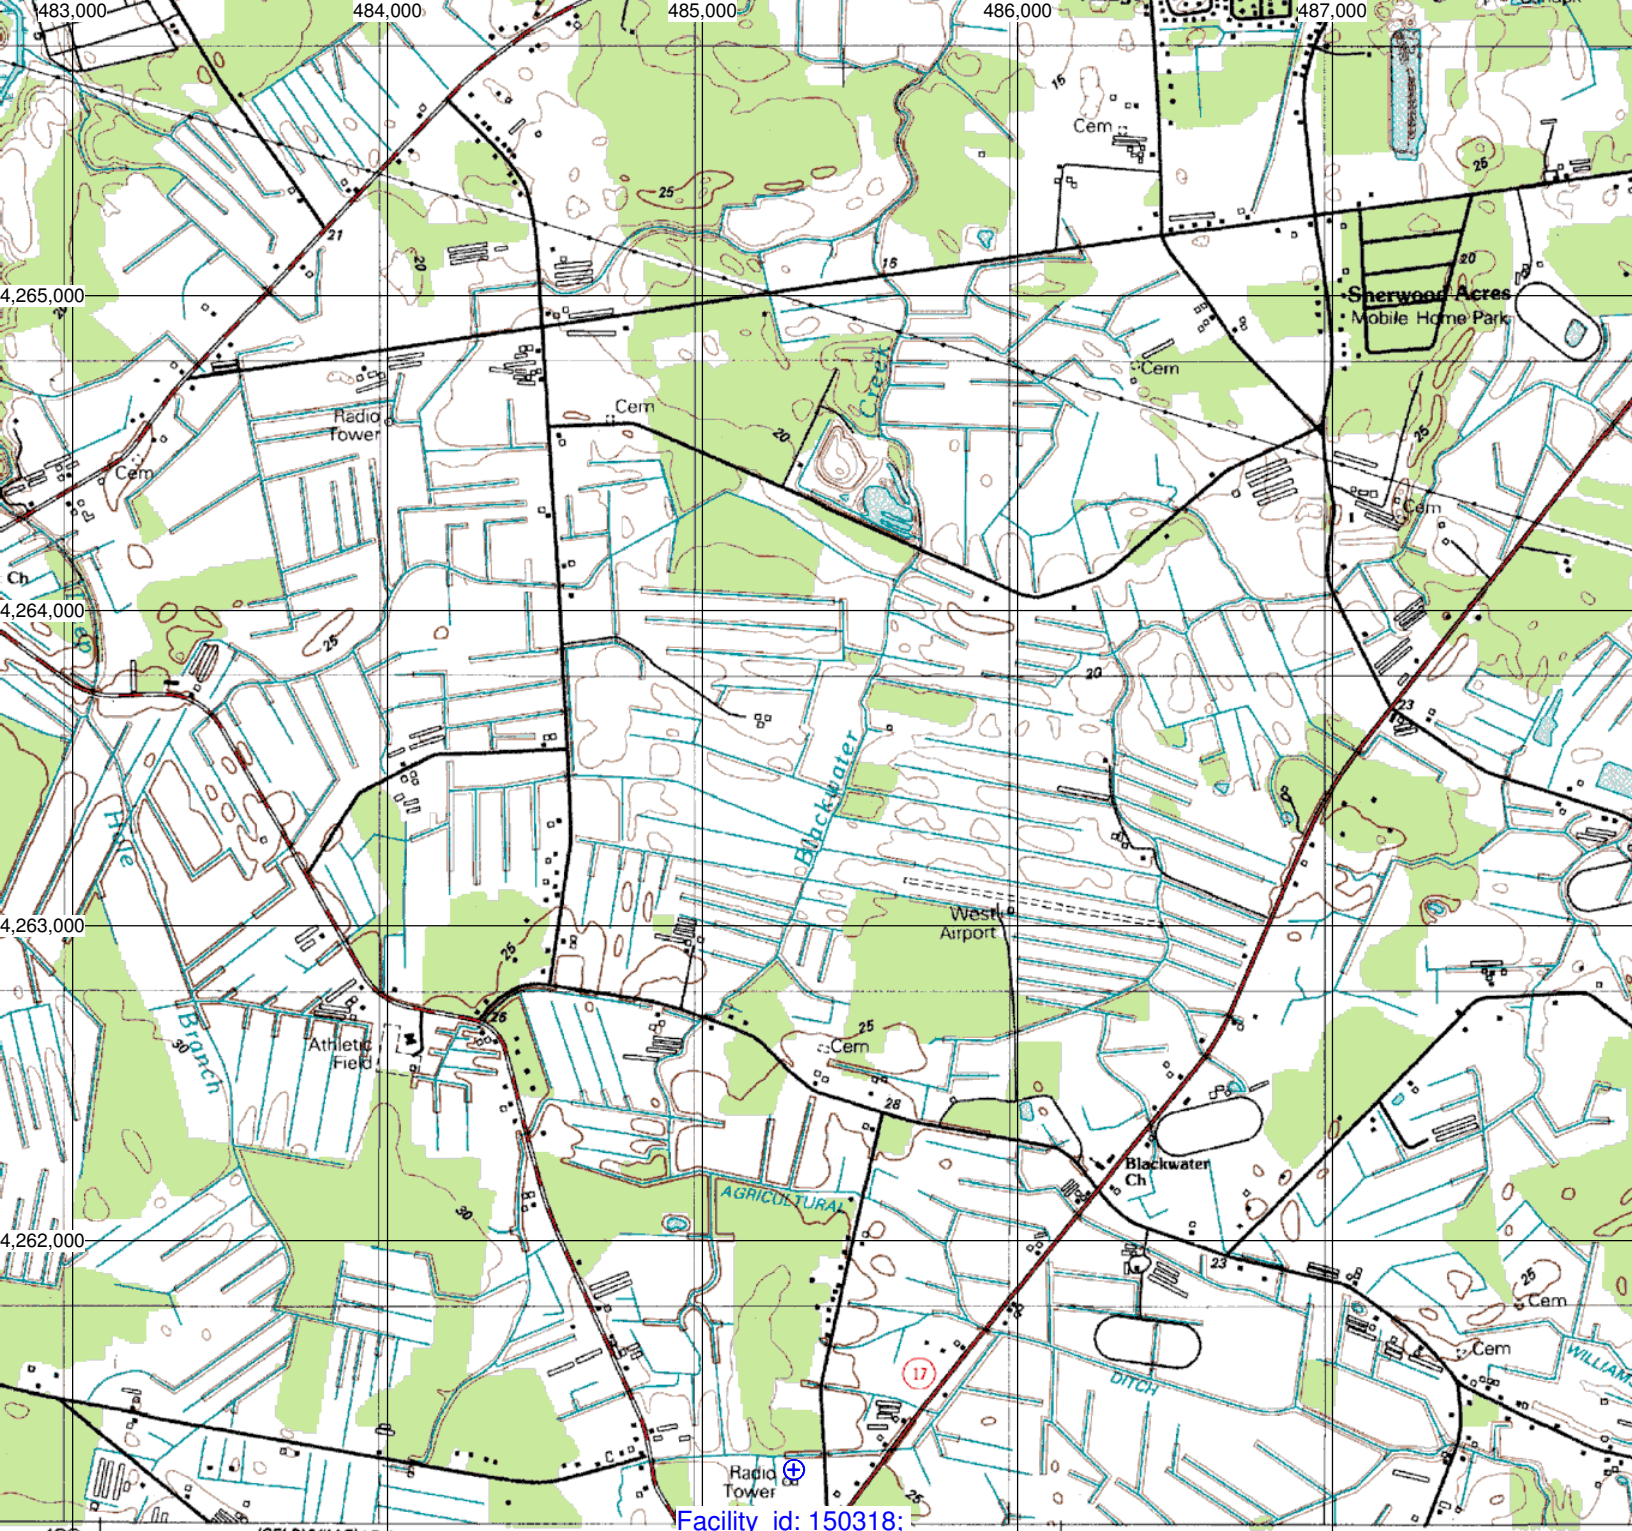 483,000 484,000 485,000 486,000 487,000
15
Cem
25
25
21
20
16
20
4,265,000
Sherwood Acres
Mobile Home Park
Creek
Cem
Cem
Radio
Tower
20
25
Cem
Cem
Ch
4,264,000
25
20
23
Blackwater
Hole
West
Airport
4,263,000
25
26
Branch
30
Athletic
Field
25
Cem
28
Blackwater
Ch
AGRICULTURAL
30
4,262,000
23
25
Cem
Cem
WILLIAMS
17
DITCH
Radio
Tower
25
Facility_id: 150318;